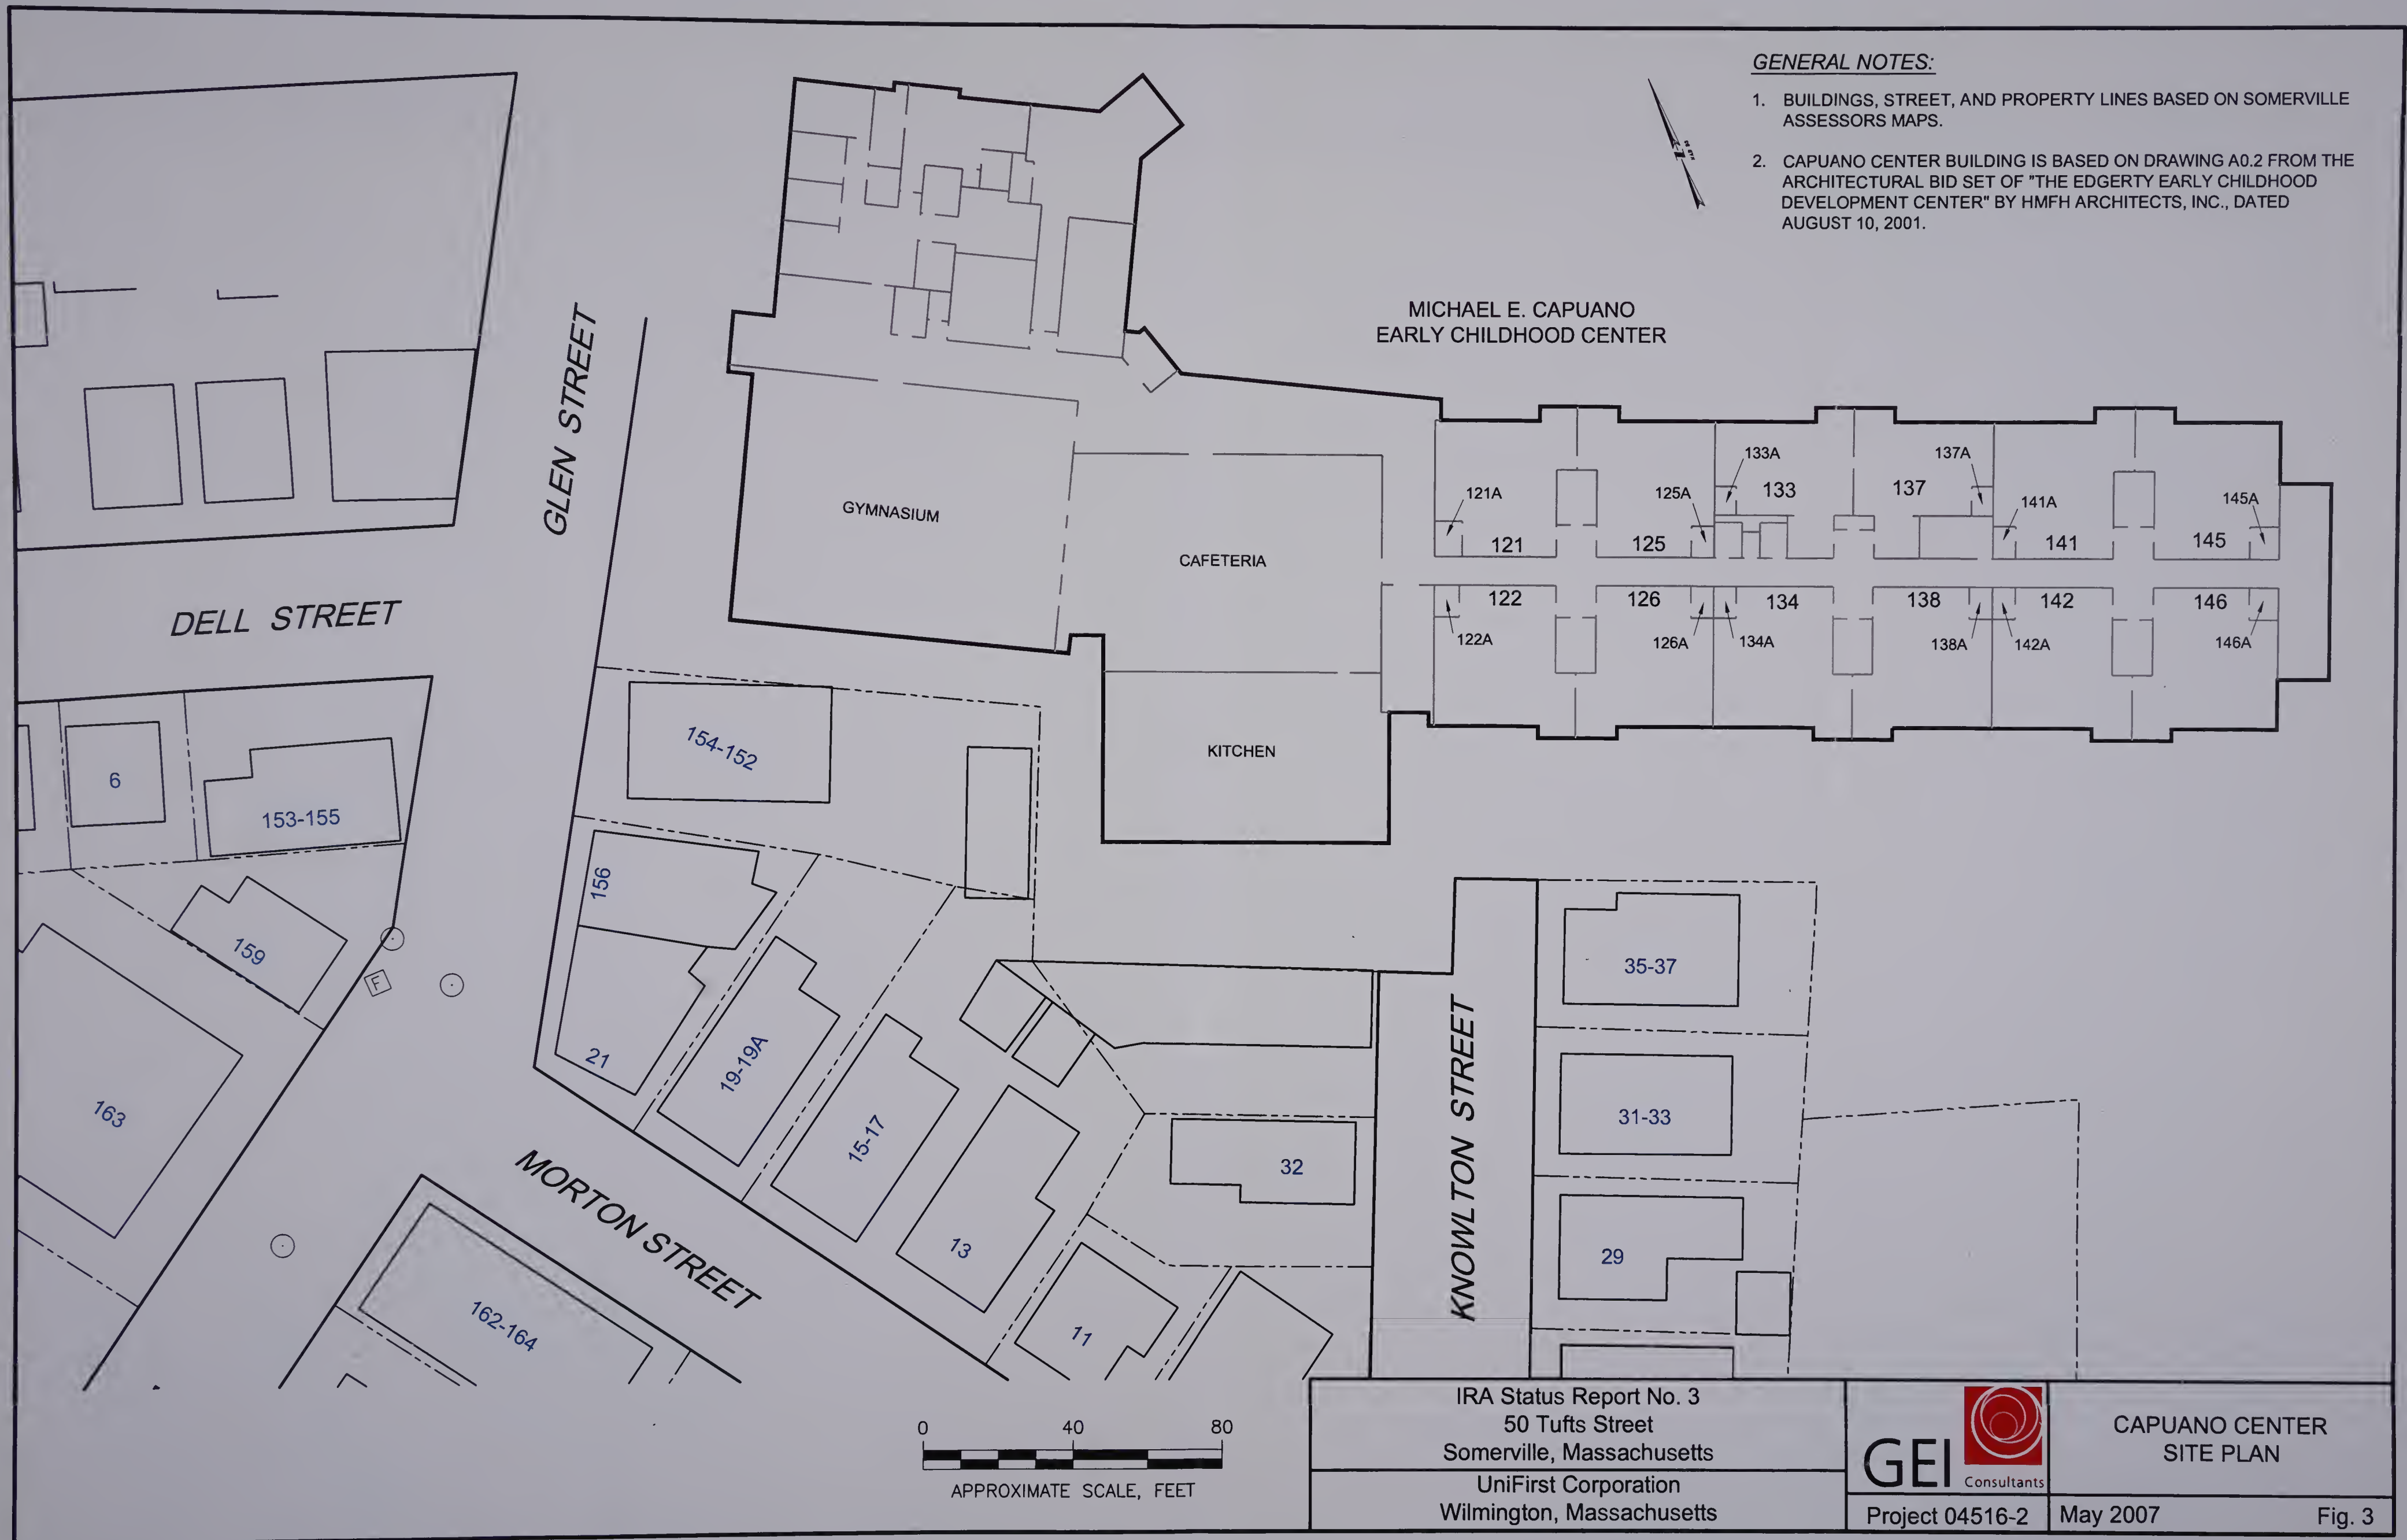 GENERAL NOTES:
1. BUILDINGS, STREET, AND PROPERTY LINES BASED ON SOMERVILLE
ASSESSORS MAPS.
2. CAPUANO CENTER BUILDING IS BASED ON DRAWING A0.2 FROM THE
ARCHITECTURAL BID SET OF "THE EDGERTY EARLY CHILDHOOD
DEVELOPMENT CENTER" BY HMFH ARCHITECTS, INC., DATED
AUGUST 10, 2001.
MICHAEL E. CAPUANO
EARLY CHILDHOOD CENTER
GLEN STREET
DELL STREET
GYMNASIUM
CAFETERIA
KITCHEN
133A
137A
121A
125A
133
137
141A
145A
121
125
141
145
122
126
134
138
142
146
122A
126A
134A
138A
142A
146A
154-152
6
153-155
156
159
F
35-37
21
19-19A
163
15-17
31-33
32
13
29
11
162-164
MORTON STREET
KNOWLTON STREET
0 40 80
APPROXIMATE SCALE, FEET
IRA Status Report No. 3
50 Tufts Street
Somerville, Massachusetts
UniFirst Corporation
Wilmington, Massachusetts
GEI
Consultants
Project 04516-2
CAPUANO CENTER
SITE PLAN
May 2007
Fig. 3